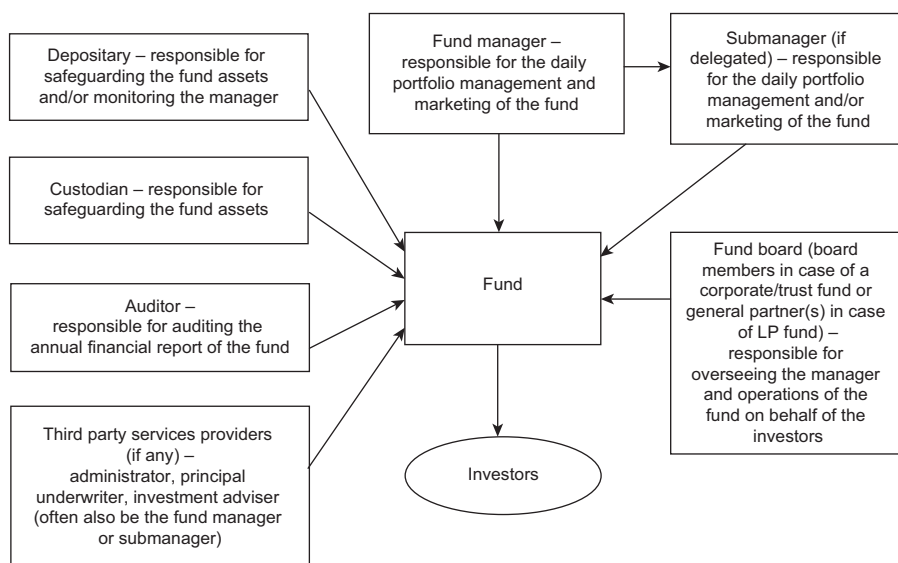 Depositary – responsible for
safeguarding the fund assets
and/or monitoring the manager
Fund manager –
responsible for the daily
portfolio management and
marketing of the fund
Submanager (if
delegated) – responsible
for the daily portfolio
management and/or
marketing of the fund
Custodian – responsible for
safeguarding the fund assets
Fund
Fund board (board
members in case of a
corporate/trust fund or
general partner(s) in case
of LP fund) –
responsible for
overseeing the manager
and operations of the
fund on behalf of the
investors
Auditor –
responsible for auditing the
annual financial report of the fund
Third party services providers
(if any) –
administrator, principal
underwriter, investment adviser
(often also be the fund manager
or submanager)
Investors